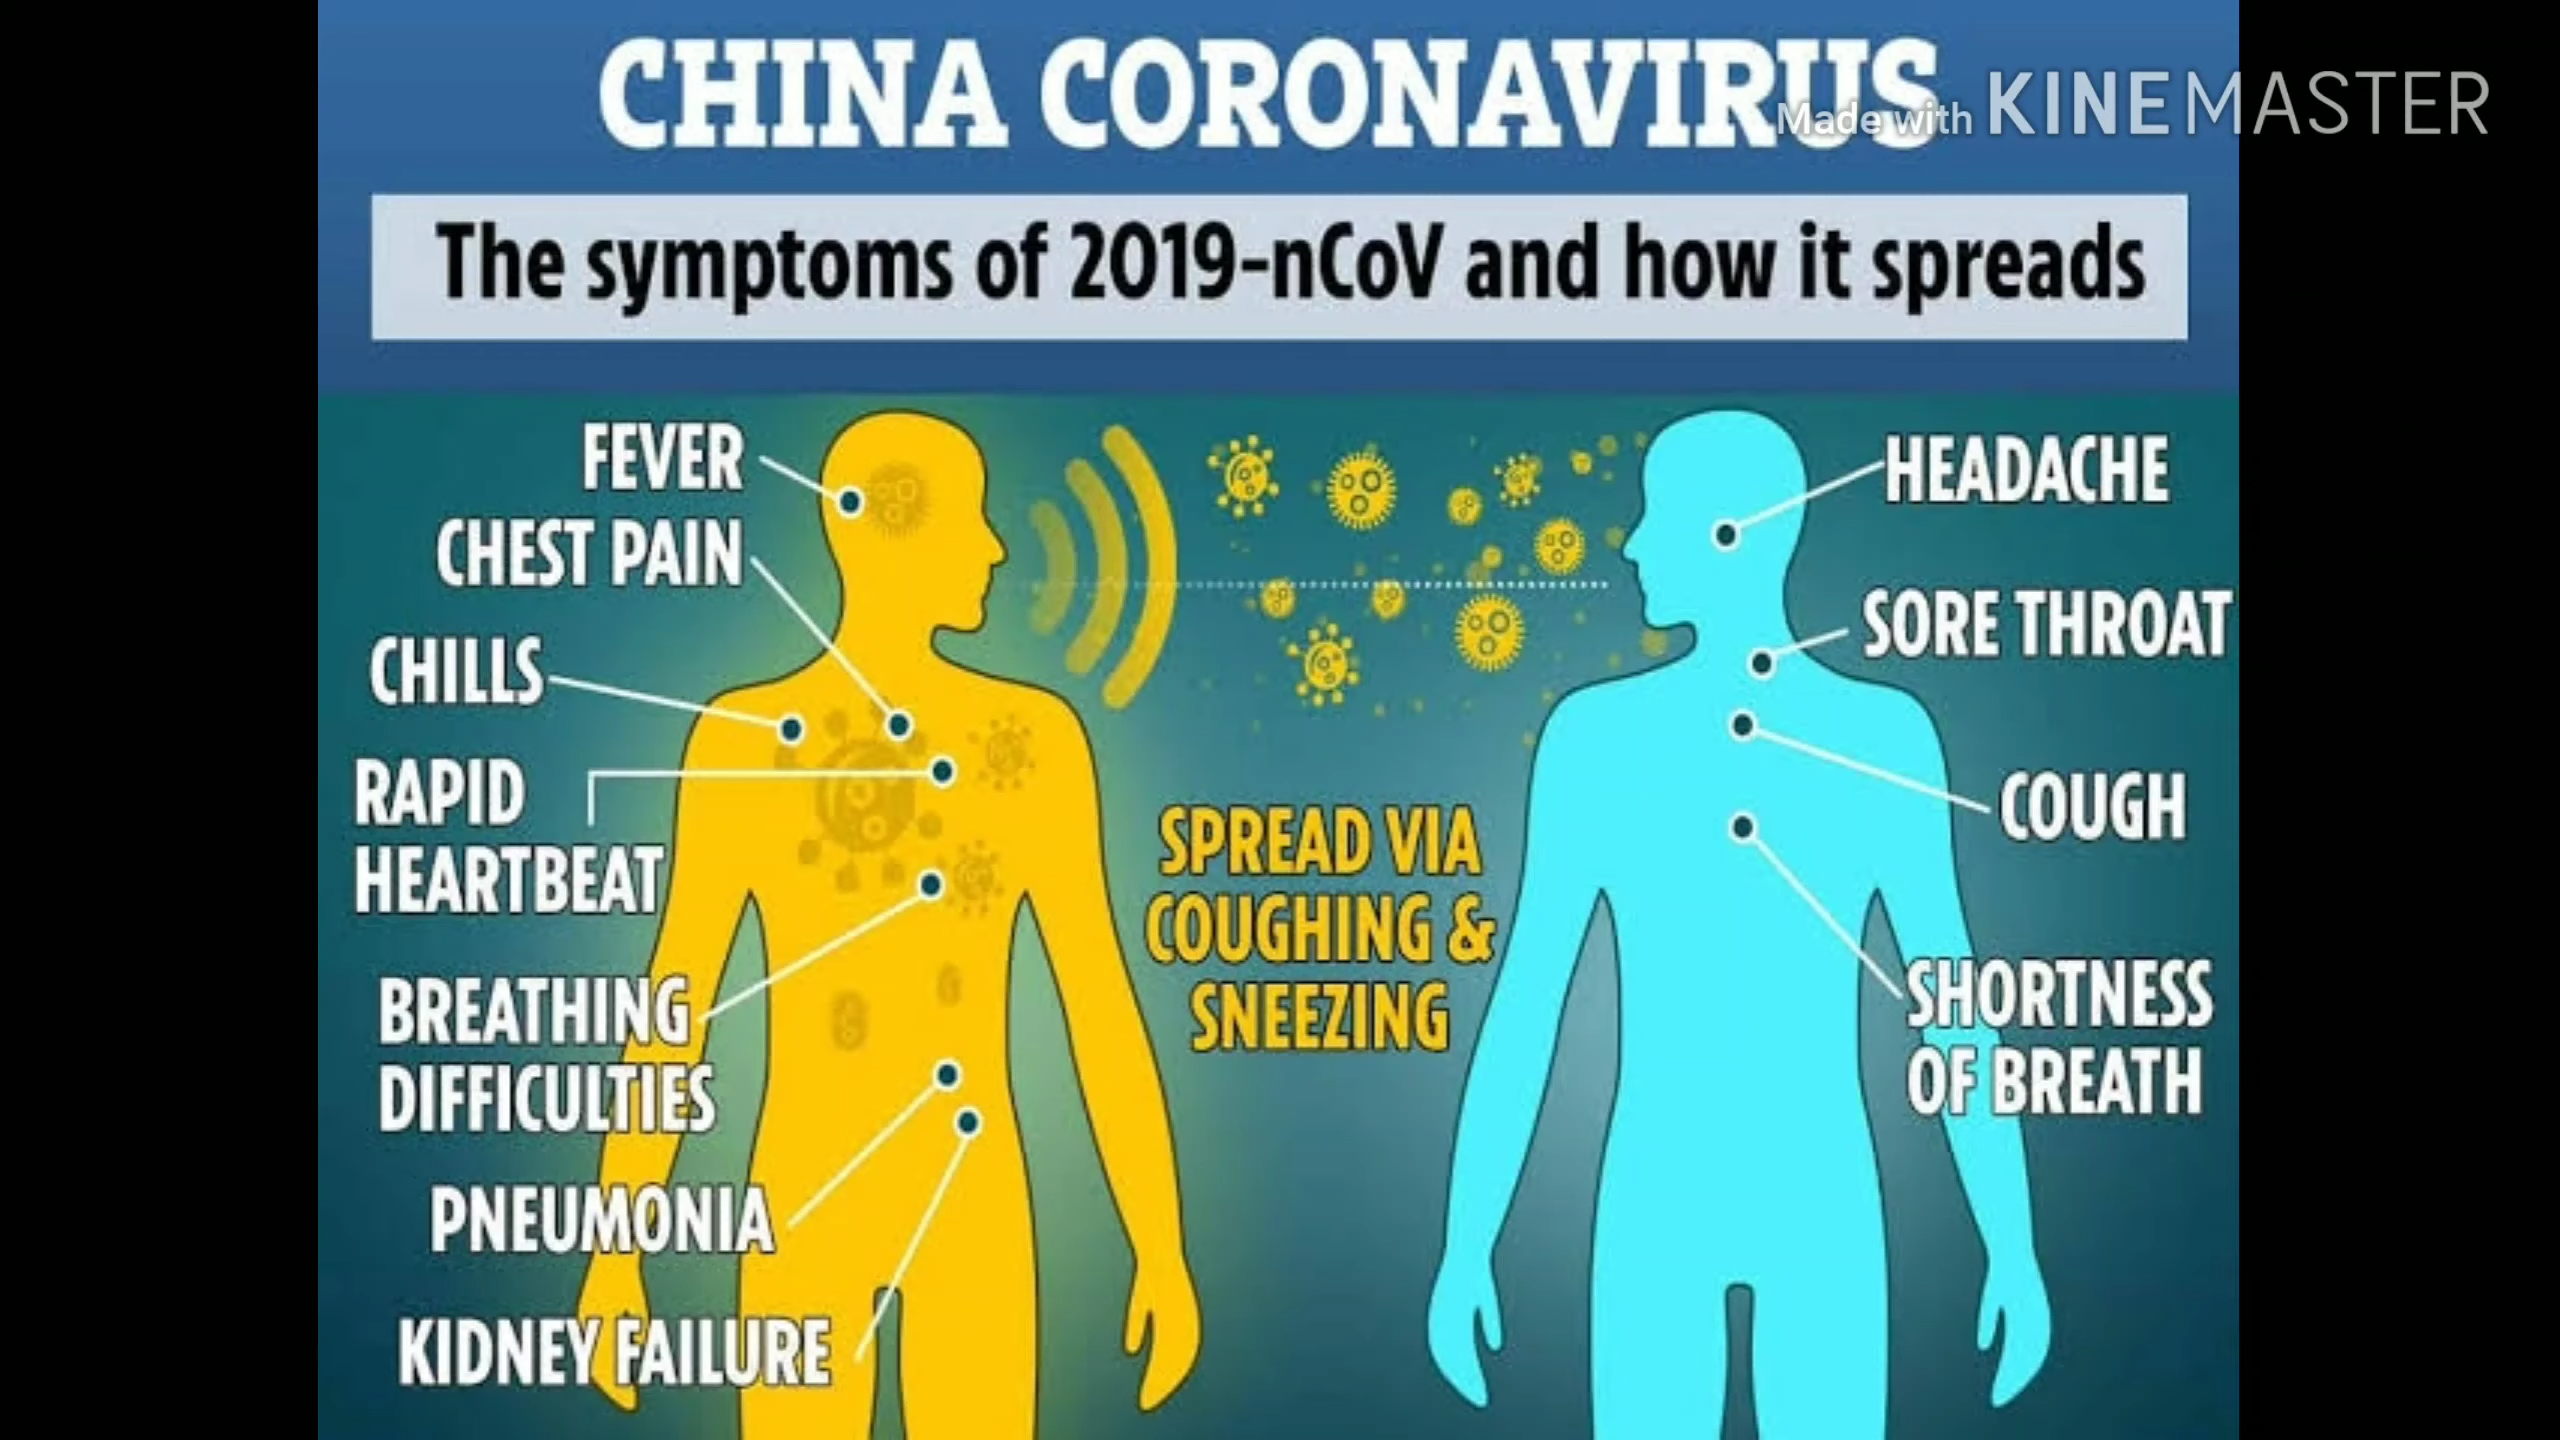 CHINA CORONAVIRUS
Made with KINEMASTER
The symptoms of 2019-nCoV and how it spreads
FEVER
CHEST PAIN
CHILLS
RAPID
HEARTBEAT
BREATHING
DIFFICULTIES
PNEUMONIA
KIDNEY FAILURE
SPREAD VIA
COUGHING &
SNEEZING
HEADACHE
SORE THROAT
COUGH
SHORTNESS
OF BREATH